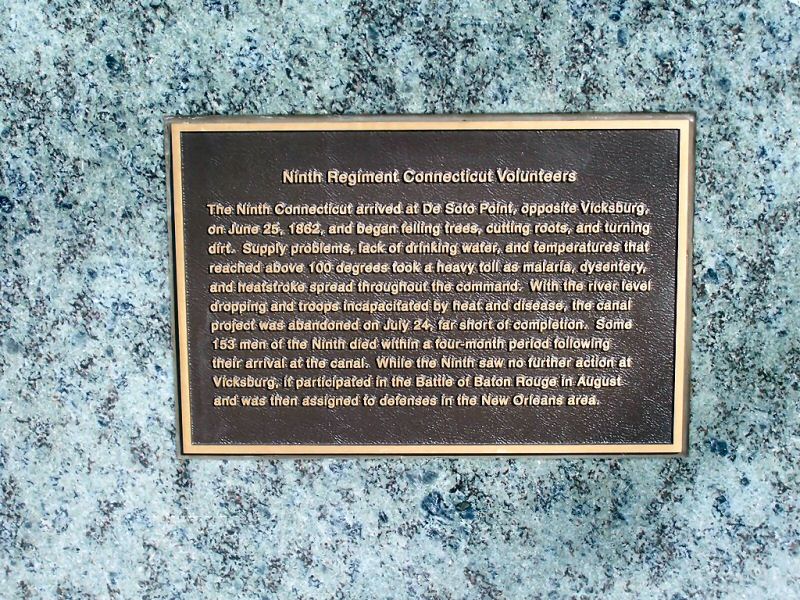 Ninth Regiment Connecticut Volunteers
The Ninth Connecticut arrived at De Soto Point, opposite Vicksburg,
on June 25, 1862, and began felling trees, cutting roots, and turning
dirt. Supply problems, lack of drinking water, and temperatures that
reached above 100 degrees took a heavy toll as malaria, dysentery,
and heatstroke spread throughout the command. With the river level
dropping and troops incapacitated by heat and disease, the canal
project was abandoned on July 24, far short of completion. Some
153 men of the Ninth died within a four-month period following
their arrival at the canal. While the Ninth saw no further action at
Vicksburg, it participated in the Battle of Baton Rouge in August
and was then assigned to defenses in the New Orleans area.